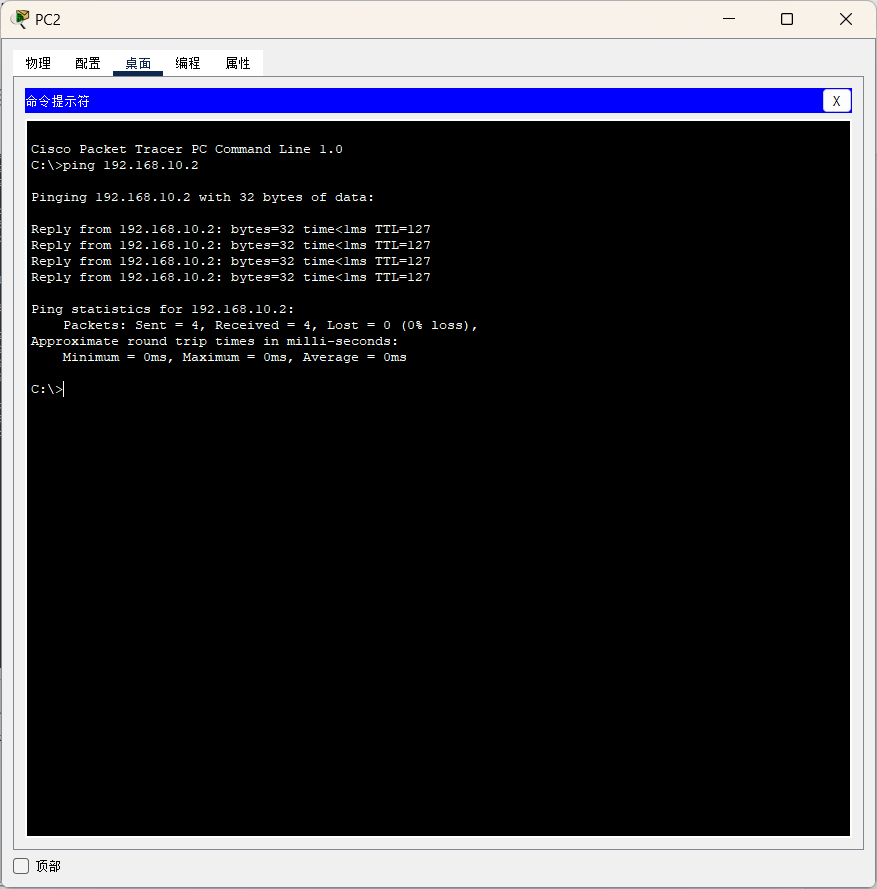 PC2
物理 配置 桌面 编程 属性
命令提示符
X
Cisco Packet Tracer PC Command Line 1.0
C:\>ping 192.168.10.2
Pinging 192.168.10.2 with 32 bytes of data:
Reply from 192.168.10.2: bytes=32 time<1ms TTL=127
Reply from 192.168.10.2: bytes=32 time<1ms TTL=127
Reply from 192.168.10.2: bytes=32 time<1ms TTL=127
Reply from 192.168.10.2: bytes=32 time<1ms TTL=127
Ping statistics for 192.168.10.2:
Packets: Sent = 4, Received = 4, Lost = 0 (0% loss),
Approximate round trip times in milli-seconds:
Minimum = 0ms, Maximum = 0ms, Average = 0ms
C:\>
顶部